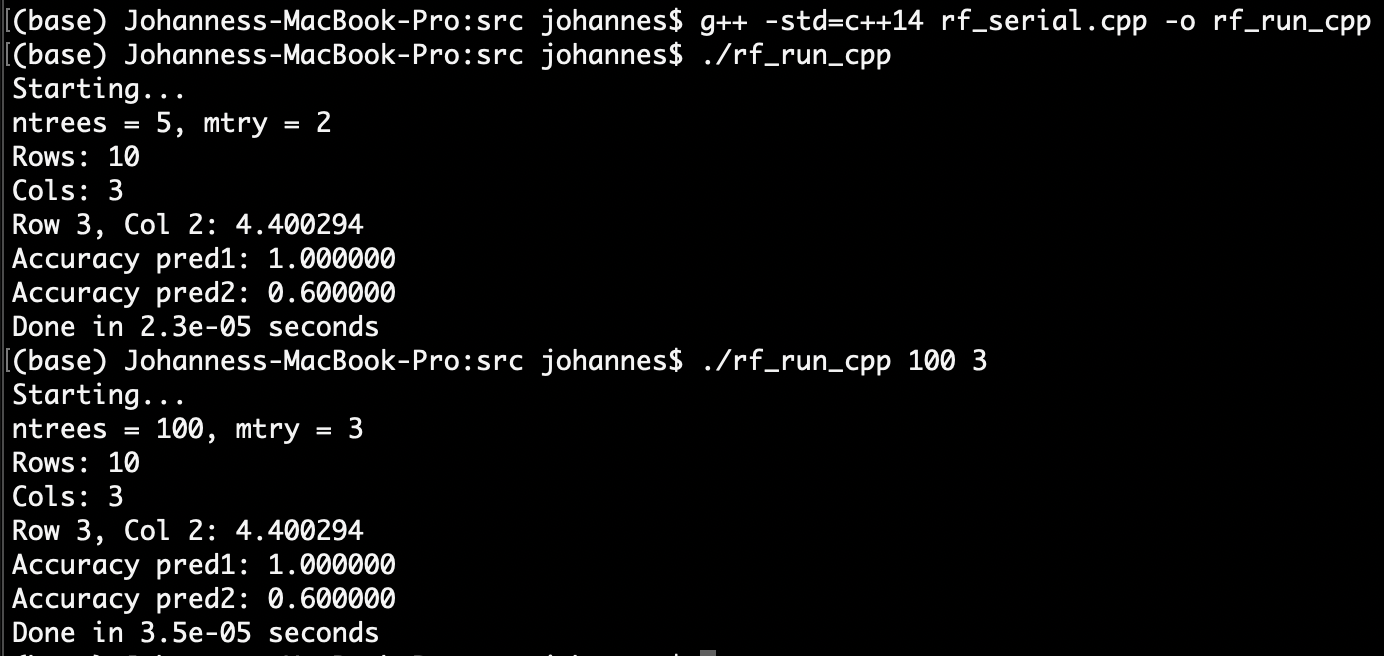 [(base) Johanness-MacBook-Pro:src johannes$ g++ -std=c++14 rf_serial.cpp -o rf_run_cpp
[(base) Johanness-MacBook-Pro:src johannes$ ./rf_run_cpp
Starting...
ntrees = 5, mtry = 2
Rows: 10
Cols: 3
Row 3, Col 2: 4.400294
Accuracy pred1: 1.000000
Accuracy pred2: 0.600000
Done in 2.3e-05 seconds
[(base) Johanness-MacBook-Pro:src johannes$ ./rf_run_cpp 100 3
Starting...
ntrees = 100, mtry = 3
Rows: 10
Cols: 3
Row 3, Col 2: 4.400294
Accuracy pred1: 1.000000
Accuracy pred2: 0.600000
Done in 3.5e-05 seconds